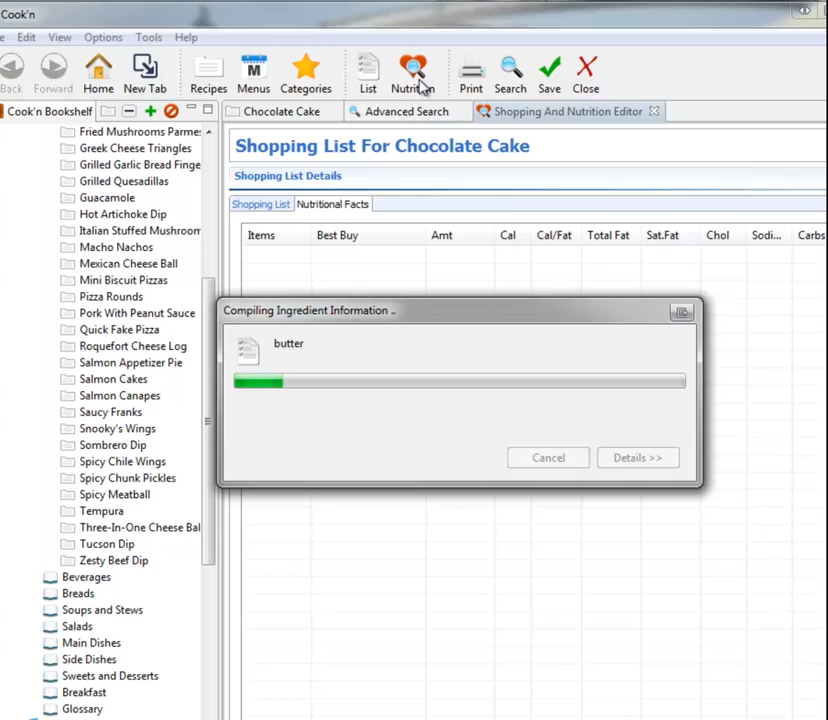 Cook'n
Edit View Options Tools Help
Back Forward Home New Tab Recipes Menus Categories List Nutrition Print Search Save Close
Cook'n Bookshelf
Chocolate Cake Advanced Search Shopping And Nutrition Editor
Fried Mushrooms Parmes
Greek Cheese Triangles
Grilled Garlic Bread Finge
Grilled Quesadillas
Guacamole
Hot Artichoke Dip
Italian Stuffed Mushroom
Macho Nachos
Mexican Cheese Ball
Mini Biscuit Pizzas
Pizza Rounds
Pork With Peanut Sauce
Quick Fake Pizza
Roquefort Cheese Log
Salmon Appetizer Pie
Salmon Cakes
Salmon Canapes
Saucy Franks
Snooky's Wings
Sombrero Dip
Spicy Chile Wings
Spicy Chunk Pickles
Spicy Meatball
Tempura
Three-In-One Cheese Bal
Tucson Dip
Zesty Beef Dip
Beverages
Breads
Soups and Stews
Salads
Main Dishes
Side Dishes
Sweets and Desserts
Breakfast
Glossary
Shopping List For Chocolate Cake
Shopping List Details
Shopping List Nutritional Facts
Items Best Buy Amt Cal Cal/Fat Total Fat Sat.Fat Chol Sodi... Carbs
Compiling Ingredient Information ..
butter
Cancel Details >>